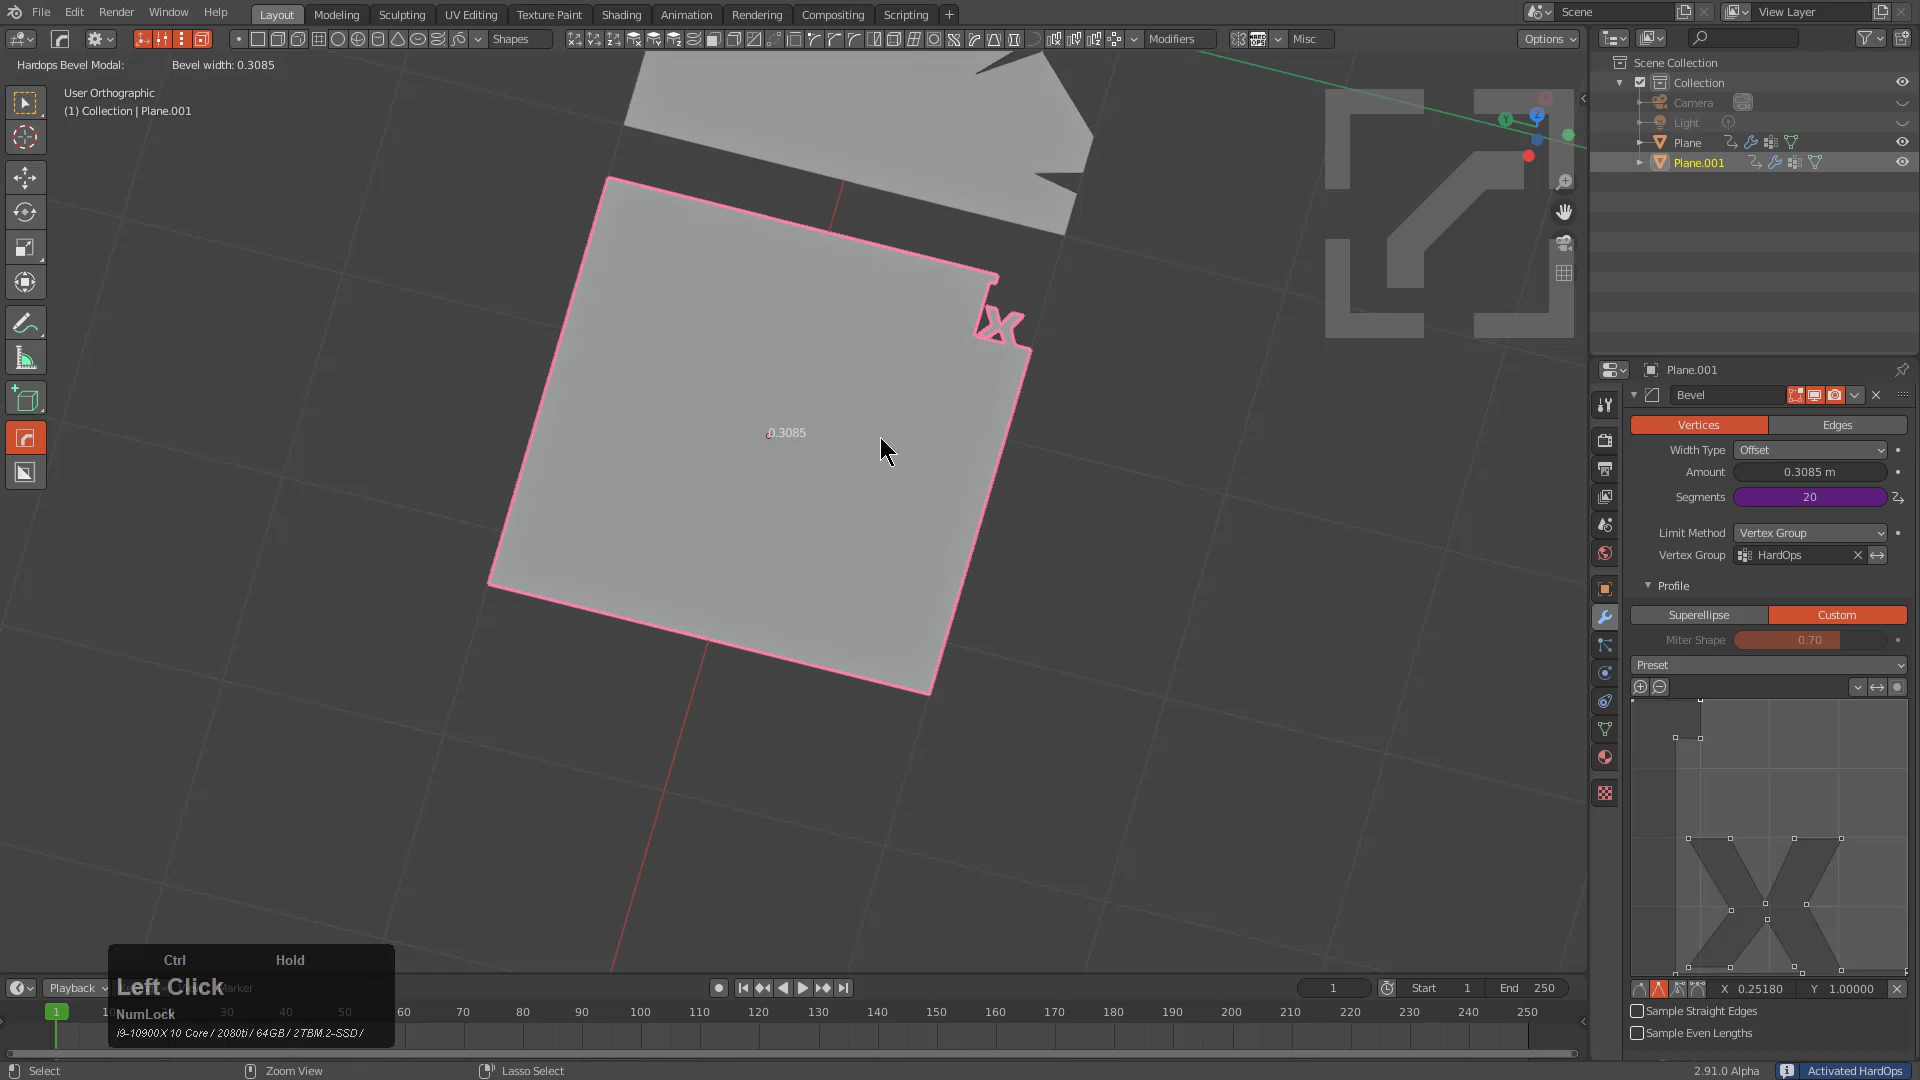 File Edit Render Window Help
Layout Modeling Sculpting UV Editing Texture Paint Shading Animation Rendering Compositing Scripting
Scene
View Layer
Shapes
Modifiers
Misc
Options
Hardops Bevel Modal: Bevel width: 0.3085
User Orthographic
(1) Collection | Plane.001
Scene Collection
Collection
Camera
Light
Plane
Plane.001
0.3085
Y
Z
Plane.001
Bevel
Vertices Edges
Width Type Offset
Amount 0.3085 m
Segments 20
Limit Method Vertex Group
Vertex Group HardOps
Profile
Superellipse Custom
Miter Shape 0.70
Preset
X 0.25180 Y 1.00000
Sample Straight Edges
Sample Even Lengths
Ctrl Hold
Left Click
NumLock
i9-10900X 10 Core / 2080ti / 64GB / 2TBM.2-SSD /
Playback
1 Start 1 End 250
1 30 40 50 60 70 80 90 100 110 120 130 140 150 160 170 180 190 200 210 220 230 240 250
Select Zoom View Lasso Select 2.91.0 Alpha Activated HardOps